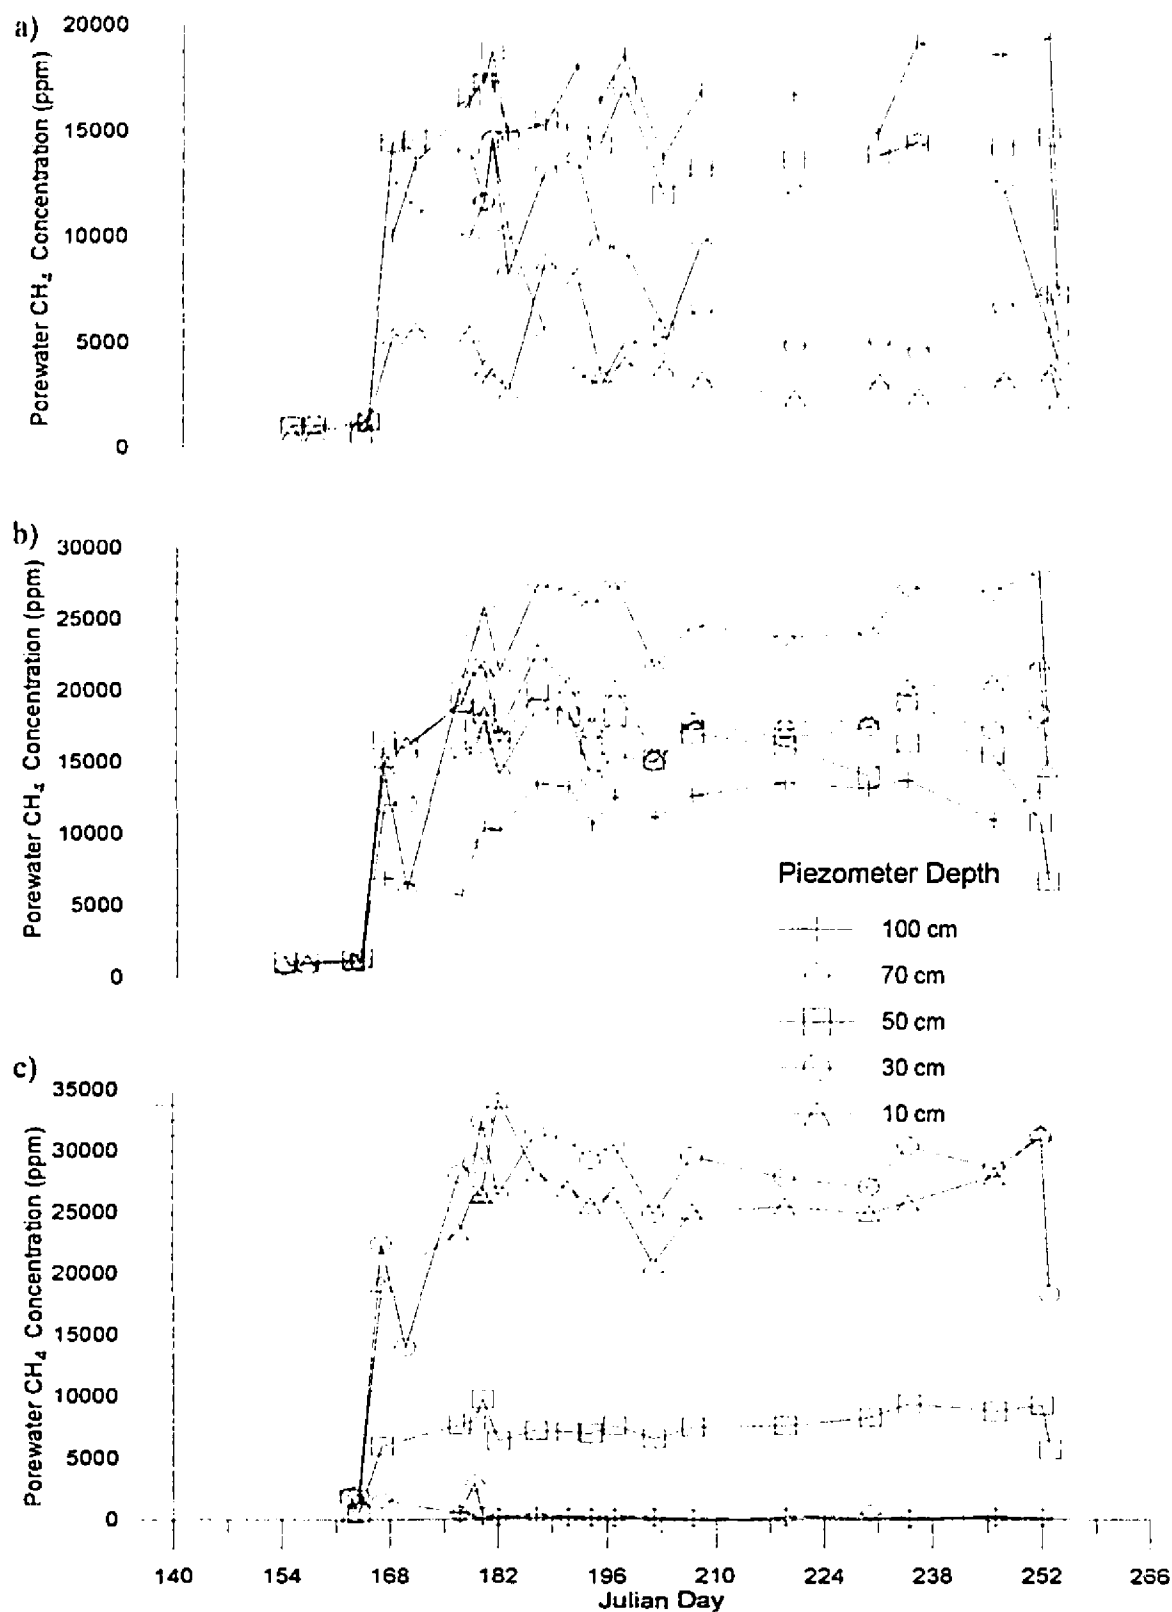 a)
Porewater CH4 Concentration (ppm)
20000
15000
10000
5000
0
b)
Porewater CH4 Concentration (ppm)
30000
25000
20000
15000
10000
5000
0
Piezometer Depth
100 cm
70 cm
50 cm
30 cm
10 cm
c)
Porewater CH4 Concentration (ppm)
35000
30000
25000
20000
15000
10000
5000
0
140 154 168 182 196 210 224 238 252 266
Julian Day